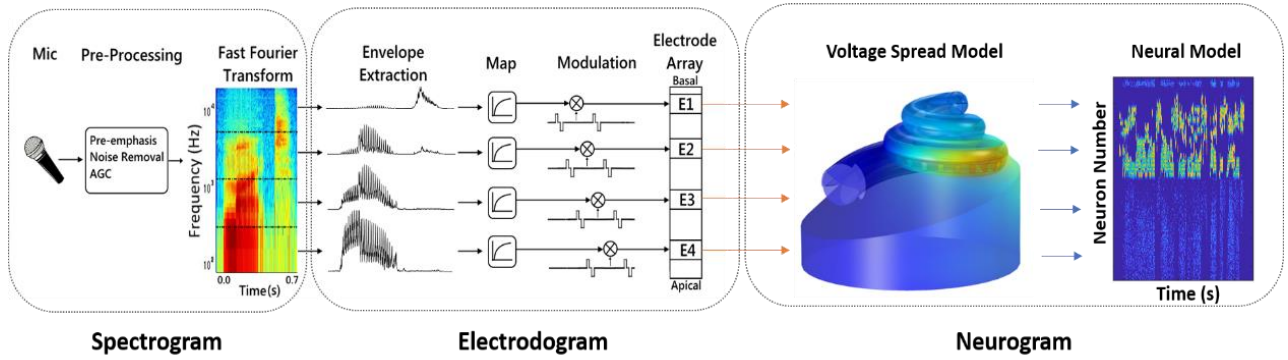 Mic
Pre-Processing
Fast Fourier
Transform
Pre-emphasis
Noise Removal
AGC
Frequency (Hz)
10⁴
10³
10²
0.0
0.7
Time(s)
Envelope
Extraction
Map
Modulation
Electrode
Array
Basal
E1
E2
E3
E4
Apical
Voltage Spread Model
Neural Model
Neuron Number
Time (s)
Spectrogram
Electrodogram
Neurogram